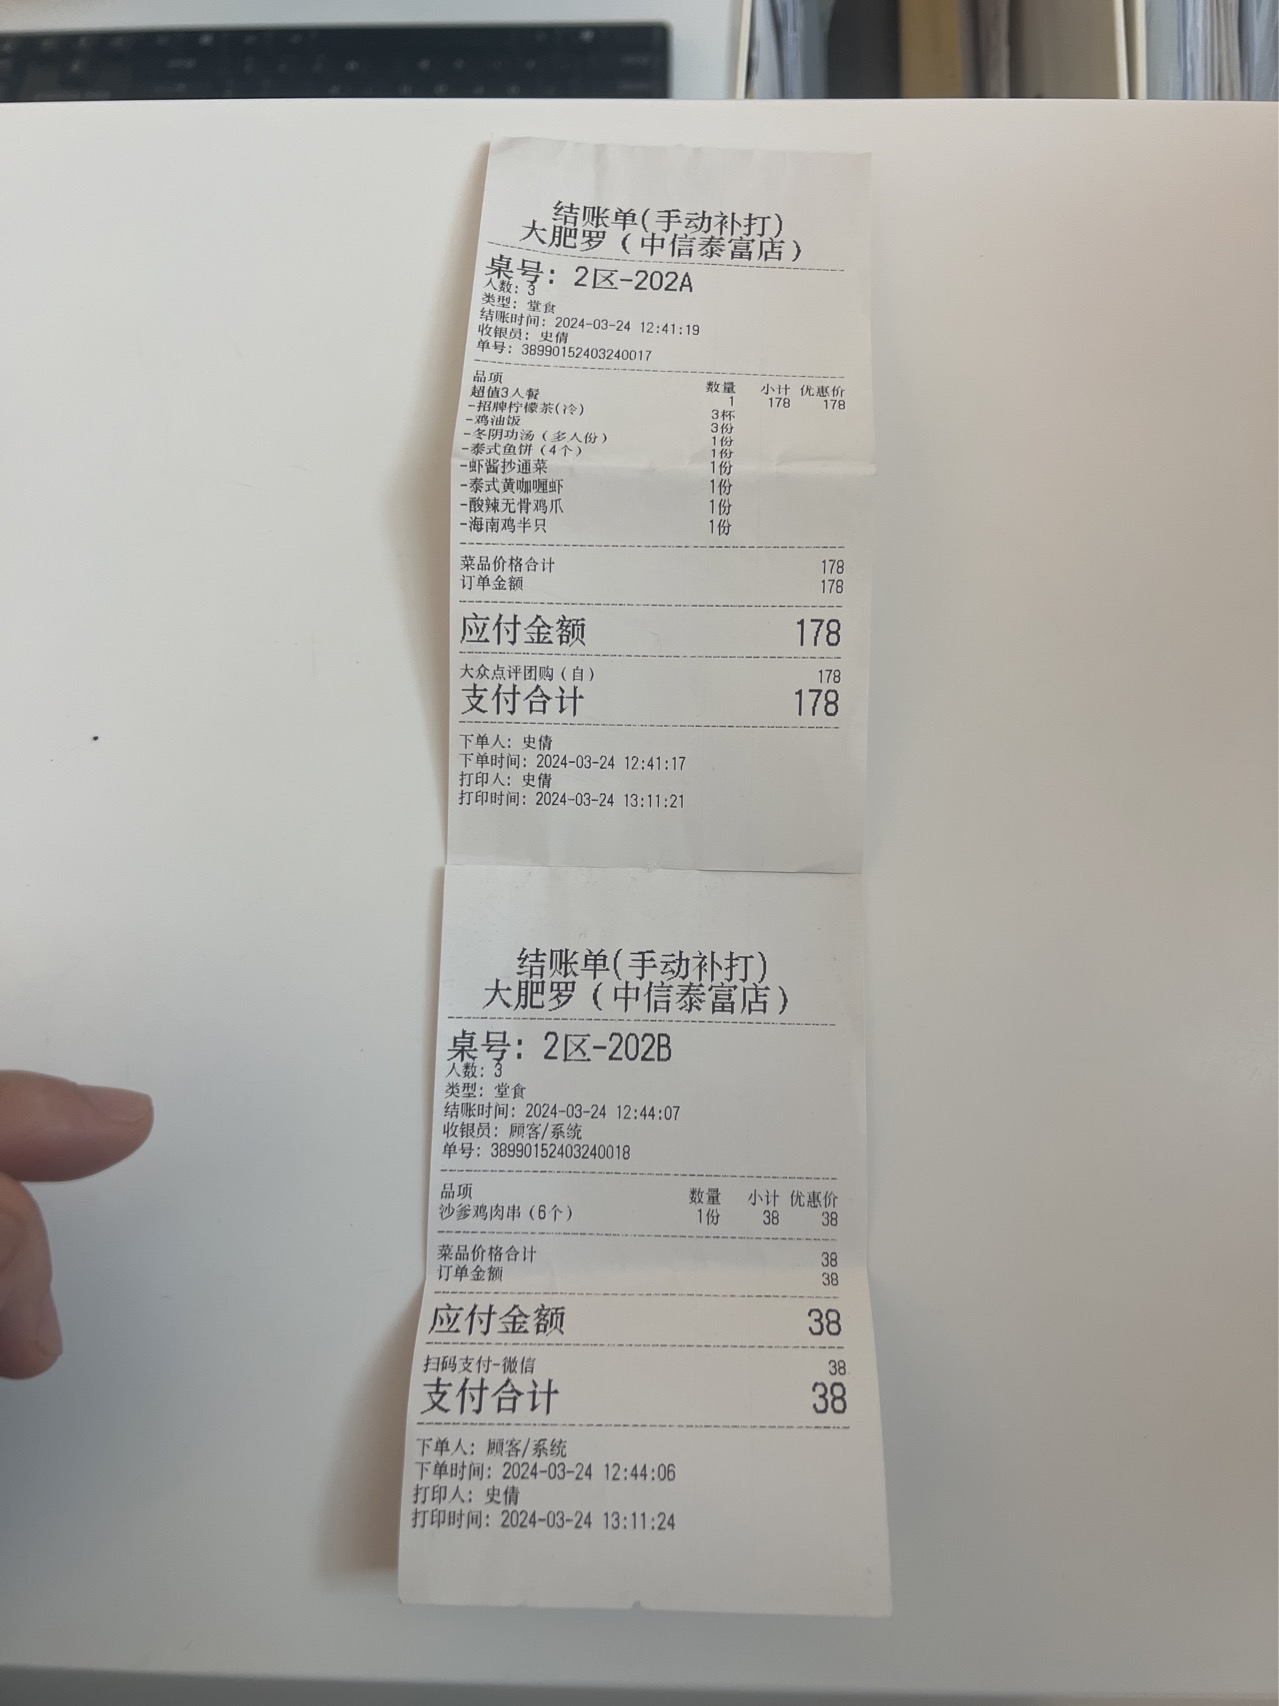 结账单(手动补打)
大肥罗（中信泰富店）
桌号：2区-202A
人数：3
类型：堂食
结账时间：2024-03-24 12:41:19
收银员：史倩
单号：38990152403240017
品项 数量 小计 优惠价
超值3人餐 1 178 178
-招牌柠檬茶(冷) 3杯
-鸡油饭 3份
-冬阴功汤（多人份） 1份
-泰式鱼饼（4个） 1份
-虾酱抄通菜 1份
-泰式黄咖喱虾 1份
-酸辣无骨鸡爪 1份
-海南鸡半只 1份
菜品价格合计 178
订单金额 178
应付金额 178
大众点评团购（自） 178
支付合计 178
下单人：史倩
下单时间：2024-03-24 12:41:17
打印人：史倩
打印时间：2024-03-24 13:11:21
结账单(手动补打)
大肥罗（中信泰富店）
桌号：2区-202B
人数：3
类型：堂食
结账时间：2024-03-24 12:44:07
收银员：顾客/系统
单号：38990152403240018
品项 数量 小计 优惠价
沙爹鸡肉串（6个） 1份 38 38
菜品价格合计 38
订单金额 38
应付金额 38
扫码支付-微信 38
支付合计 38
下单人：顾客/系统
下单时间：2024-03-24 12:44:06
打印人：史倩
打印时间：2024-03-24 13:11:24